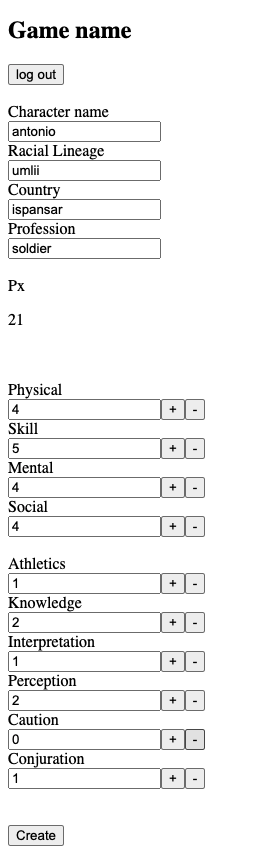 Game name
log out
Character name
antonio
Racial Lineage
umlii
Country
ispansar
Profession
soldier
Px
21
Physical
4 + -
Skill
5 + -
Mental
4 + -
Social
4 + -
Athletics
1 + -
Knowledge
2 + -
Interpretation
1 + -
Perception
2 + -
Caution
0 + -
Conjuration
1 + -
Create